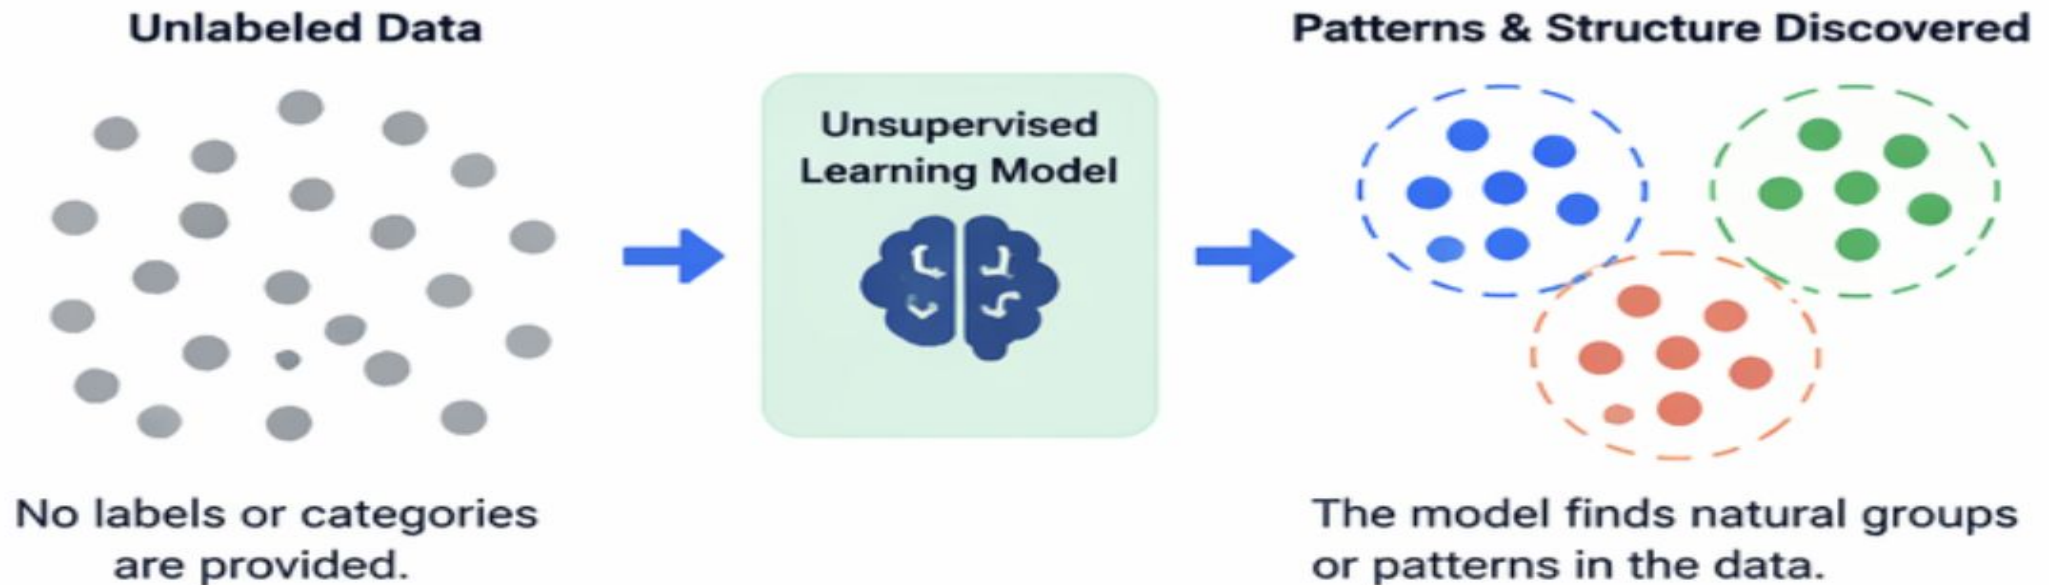 Unlabeled Data
No labels or categories
are provided.
Unsupervised
Learning Model
Patterns & Structure Discovered
The model finds natural groups
or patterns in the data.